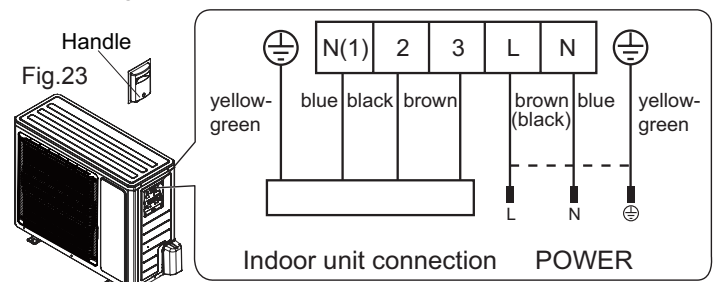 Handle
Fig.23
N(1) 2 3 L N
yellow-green
blue black brown
brown (black)
blue
yellow-green
L N
Indoor unit connection POWER